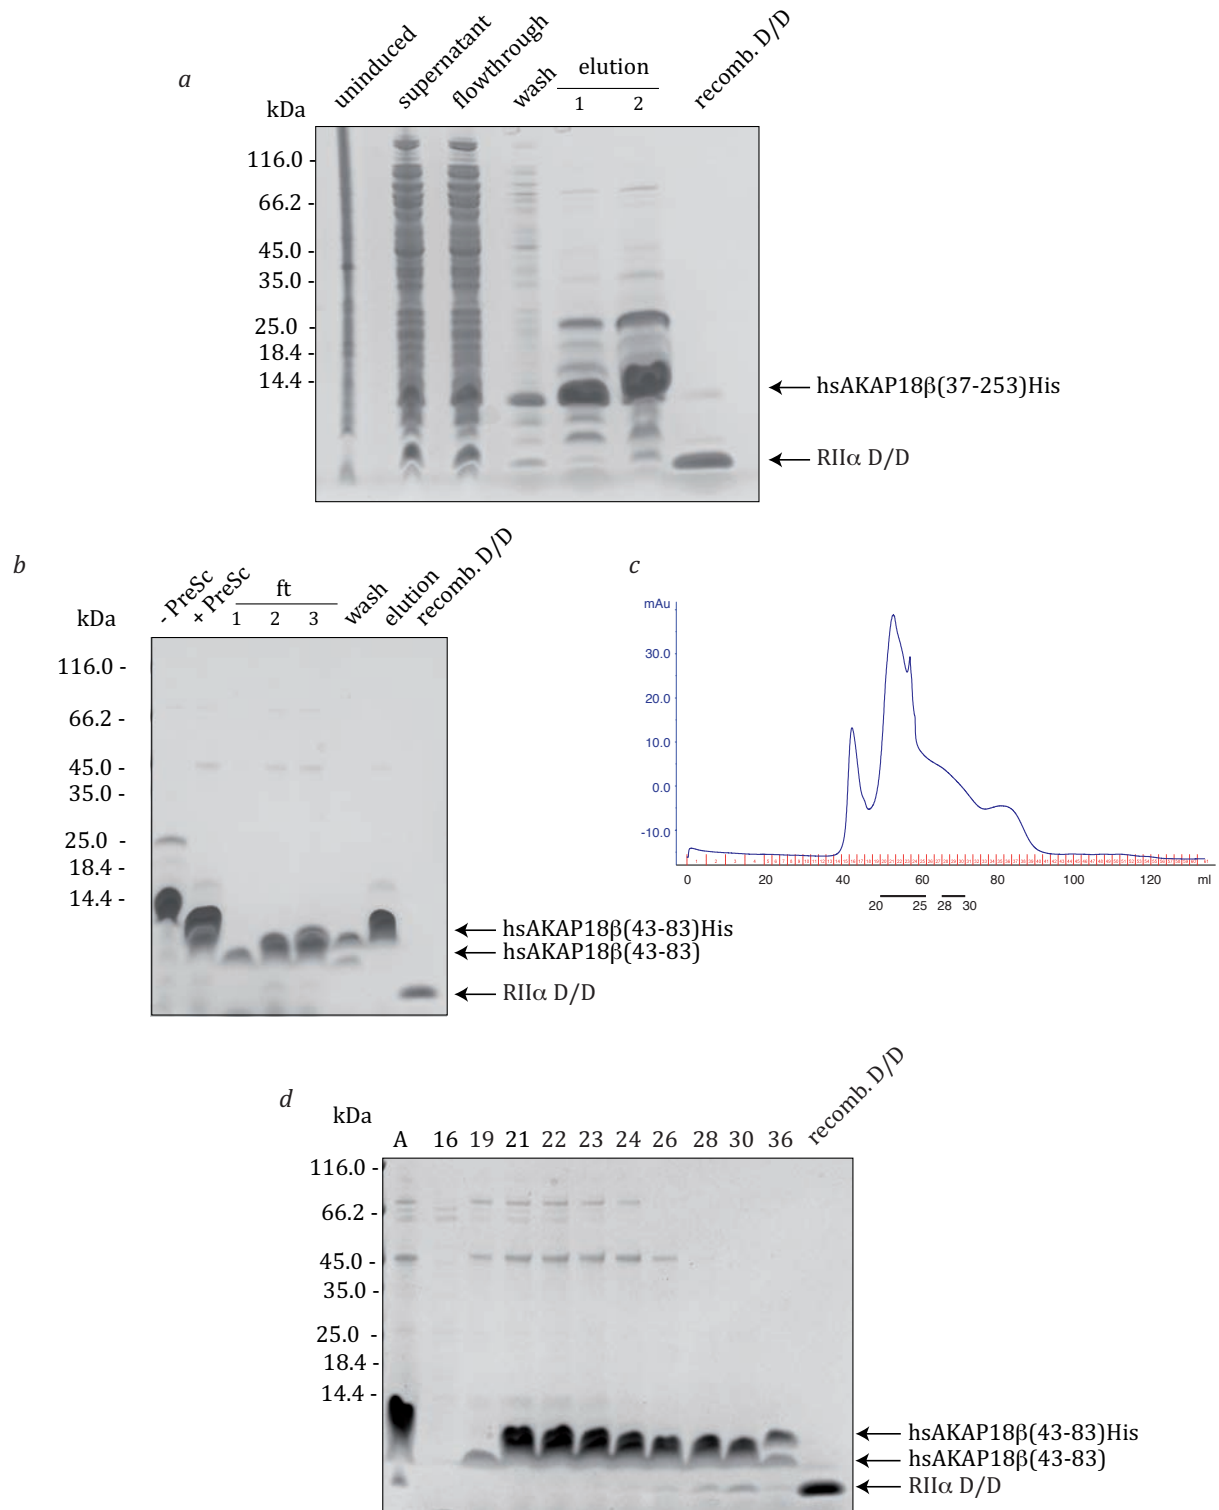 a
uninduced
supernatant
flowthrough
wash
elution
1 2
recomb. D/D
kDa
116.0 -
66.2 -
45.0 -
35.0 -
25.0 -
18.4 -
14.4 -
hsAKAP18β(37-253)His
RIIα D/D
b
- PreSc
+ PreSc
ft
1 2 3
wash
elution
recomb. D/D
kDa
116.0 -
66.2 -
45.0 -
35.0 -
25.0 -
18.4 -
14.4 -
hsAKAP18β(43-83)His
hsAKAP18β(43-83)
RIIα D/D
c
mAu
30.0
20.0
10.0
0.0
-10.0
0 20 40 60 80 100 120 ml
20 25 28 30
d
kDa
A 16 19 21 22 23 24 26 28 30 36
recomb. D/D
116.0 -
66.2 -
45.0 -
35.0 -
25.0 -
18.4 -
14.4 -
hsAKAP18β(43-83)His
hsAKAP18β(43-83)
RIIα D/D